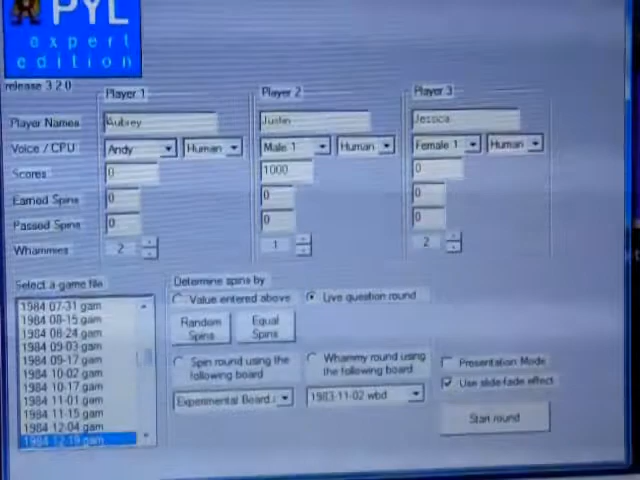 PYL
expert
edition
release 3.2.0
Player 1 Player 2 Player 3
Player Names Aubrey Justin Jessica
Voice / CPU Andy Human Male 1 Human Female 1 Human
Scores 0 1000 0
Earned Spins 0 0 0
Passed Spins 0 0 0
Whammies 2 1 2
Select a game file
1984 07-31.gam
1984 08-15.gam
1984 08-24.gam
1984 09-03.gam
1984 09-17.gam
1984 10-02.gam
1984 10-17.gam
1984 11-01.gam
1984 11-15.gam
1984 12-04.gam
1984 12-19.gam
Determine spins by
Value entered above Live question round
Random Spins Equal Spins
Spin round using the following board
Experimental Board
Whammy round using the following board
1983-11-02.wbd
Presentation Mode
Use slide-fade effect
Start round